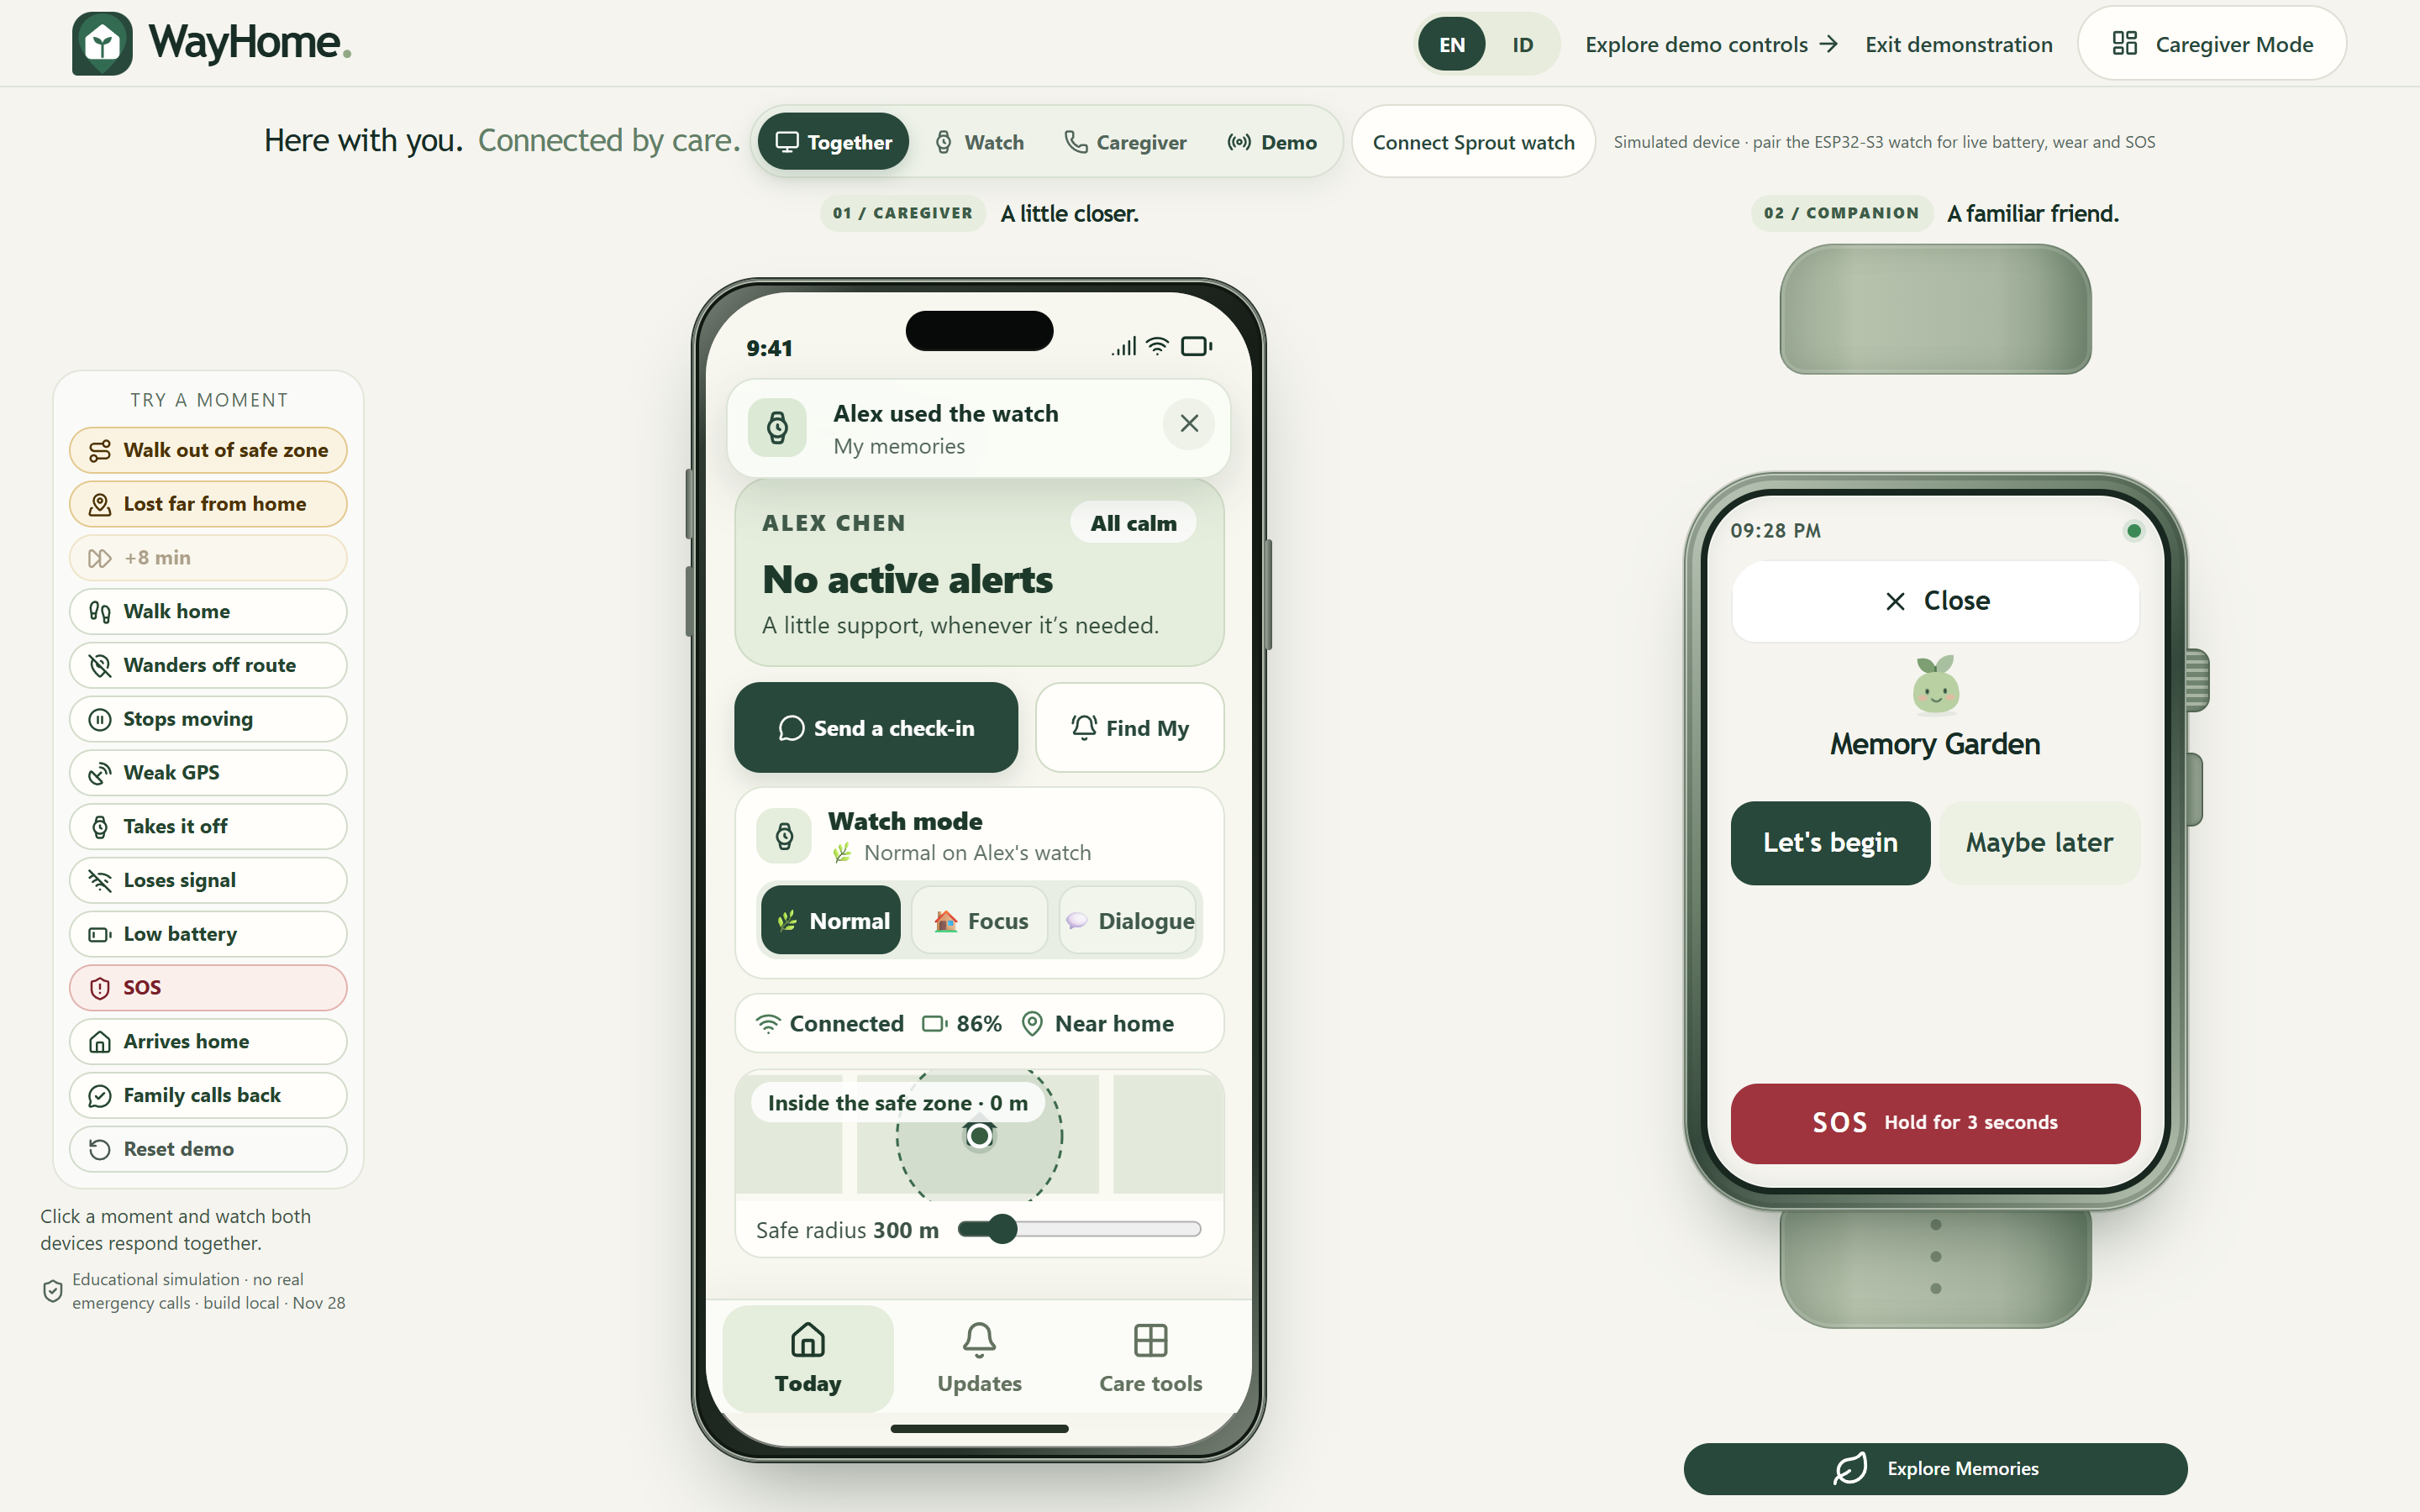 WayHome.
EN
ID
Explore demo controls →
Exit demonstration
Caregiver Mode
Here with you. Connected by care.
Together
Watch
Caregiver
Demo
Connect Sprout watch
Simulated device · pair the ESP32-S3 watch for live battery, wear and SOS
01 / CAREGIVER
A little closer.
02 / COMPANION
A familiar friend.
TRY A MOMENT
Walk out of safe zone
Lost far from home
+8 min
Walk home
Wanders off route
Stops moving
Weak GPS
Takes it off
Loses signal
Low battery
SOS
Arrives home
Family calls back
Reset demo
Click a moment and watch both
devices respond together.
Educational simulation · no real
emergency calls · build local · Nov 28
9:41
Alex used the watch
My memories
ALEX CHEN
All calm
No active alerts
A little support, whenever it’s needed.
Send a check-in
Find My
Watch mode
Normal on Alex's watch
Normal
Focus
Dialogue
Connected
86%
Near home
Inside the safe zone · 0 m
Safe radius 300 m
Today
Updates
Care tools
09:28 PM
Close
Memory Garden
Let's begin
Maybe later
SOS Hold for 3 seconds
Explore Memories